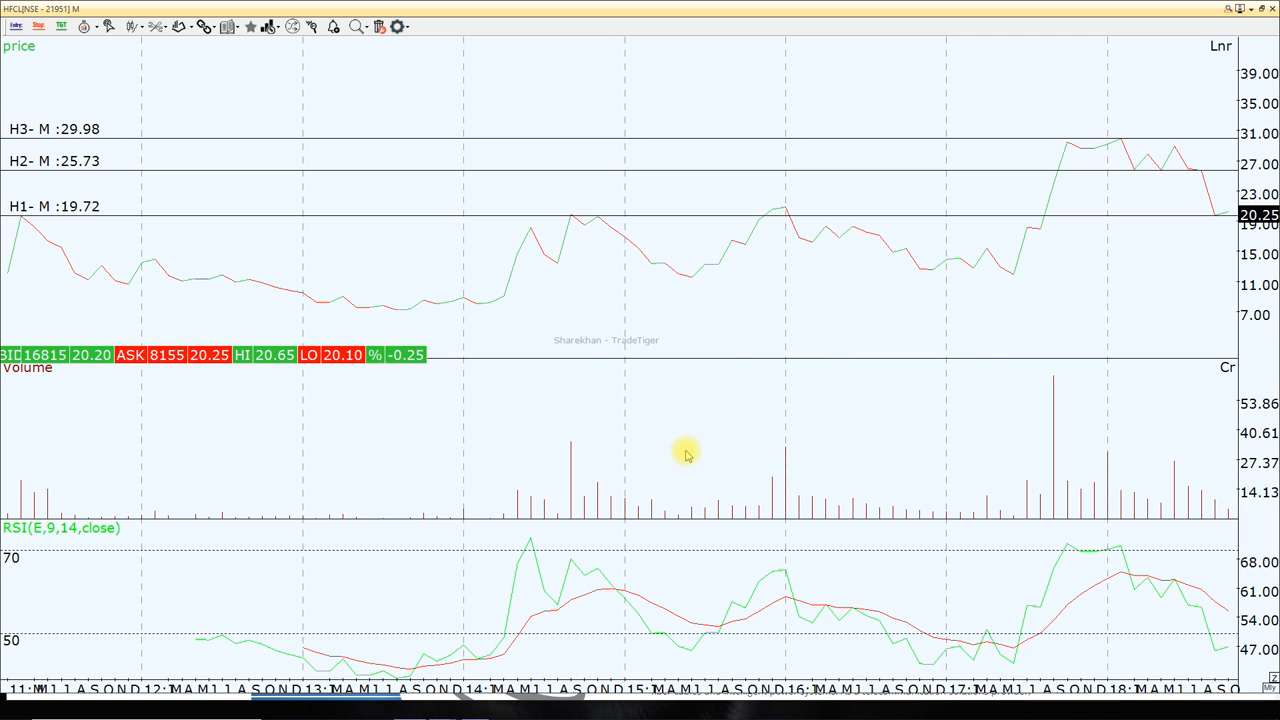 HFCL[NSE - 21951] M
Entry Stop TGT
price
Lnr
39.00
35.00
H3- M :29.98
31.00
H2- M :25.73
27.00
23.00
H1- M :19.72
20.25
19.00
15.00
11.00
7.00
Sharekhan - TradeTiger
BID 16815 20.20 ASK 8155 20.25 HI 20.65 LO 20.10 % -0.25
volume
Cr
53.86
40.61
27.37
14.13
RSI(E,9,14,close)
70
68.00
61.00
54.00
50
47.00
Z
Mly